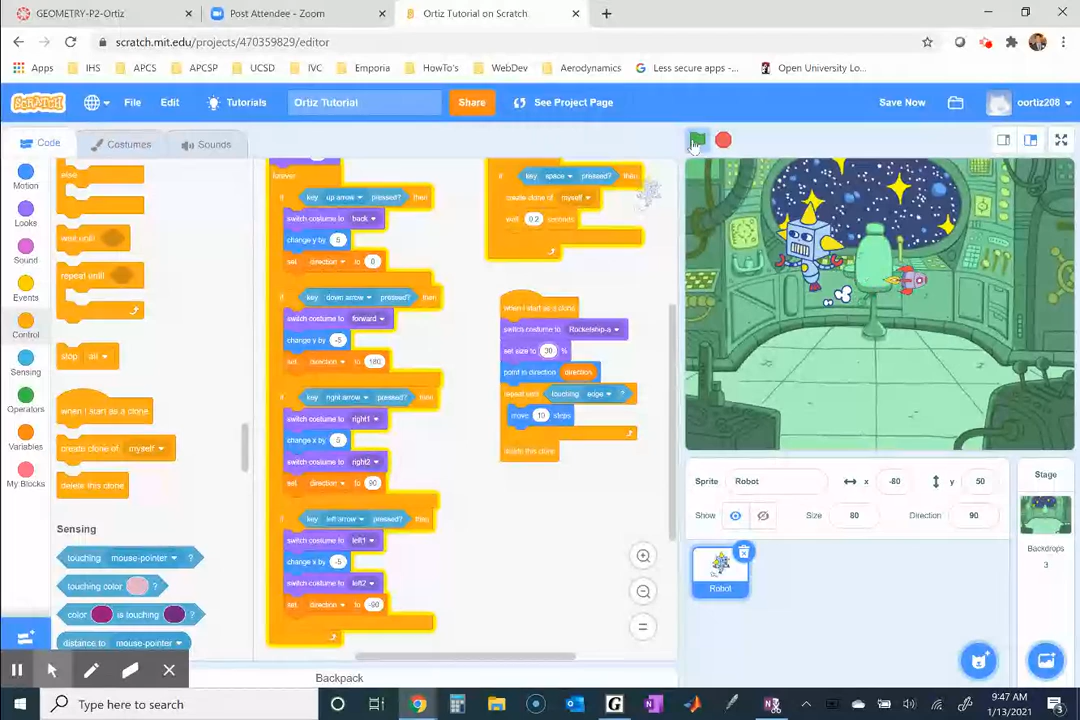 GEOMETRY-P2-Ortiz
Post Attendee - Zoom
Ortiz Tutorial on Scratch
scratch.mit.edu/projects/470359829/editor
Apps IHS APCS APCSP UCSD IVC Emporia HowTo's WebDev Aerodynamics Less secure apps -... Open University Lo...
SCRATCH File Edit Tutorials Ortiz Tutorial Share See Project Page Save Now oortiz208
Code Costumes Sounds
Motion
Looks
Sound
Events
Control
Sensing
Operators
Variables
My Blocks
else
wait until
repeat until
stop all
when I start as a clone
create clone of myself
delete this clone
Sensing
touching mouse-pointer ?
touching color ?
color is touching ?
distance to mouse-pointer
forever
if key up arrow pressed? then
switch costume to back
change y by 5
set direction to 0
if key down arrow pressed? then
switch costume to forward
change y by -5
set direction to 180
if key right arrow pressed? then
switch costume to right1
change x by 5
switch costume to right2
set direction to 90
if key left arrow pressed? then
switch costume to left1
change x by -5
switch costume to left2
set direction to -90
if key space pressed? then
create clone of myself
wait 0.2 seconds
when I start as a clone
switch costume to Rocketship-a
set size to 30 %
point in direction direction
repeat until touching edge ?
move 10 steps
delete this clone
Backpack
Sprite Robot x -80 y 50
Show Size 80 Direction 90
Robot
Stage
Backdrops
3
Type here to search
9:47 AM
1/13/2021
3